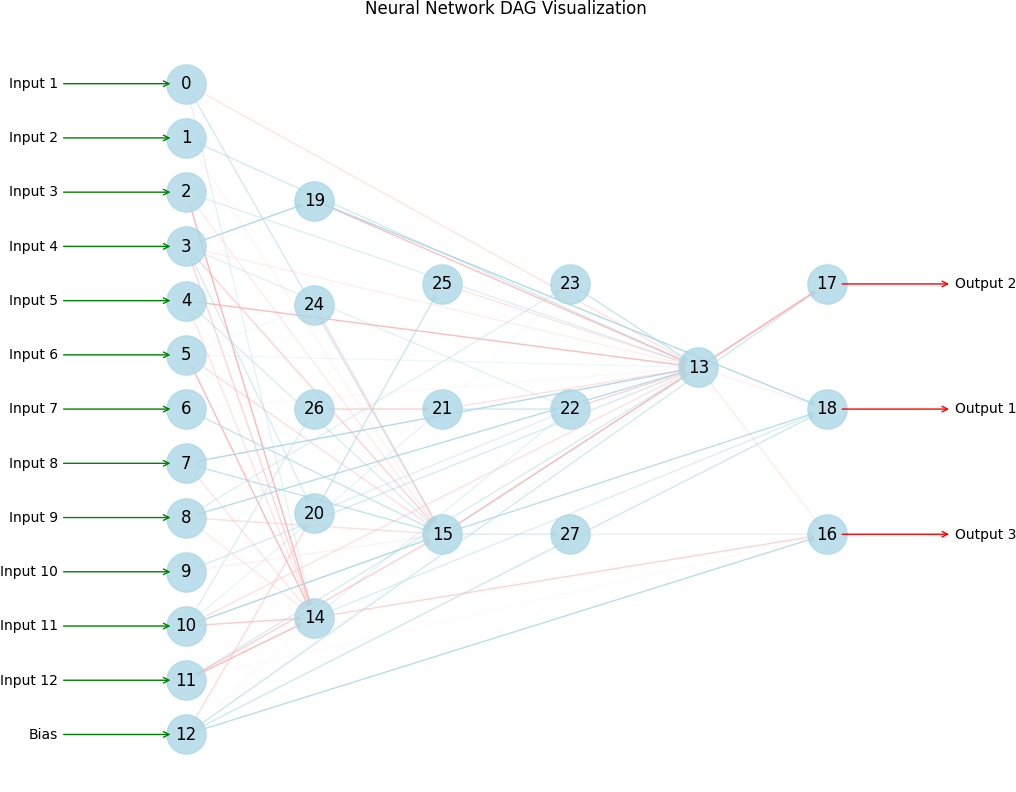 Neural Network DAG Visualization
Input 1
0
Input 2
1
Input 3
2
19
Input 4
3
25
23
17
Output 2
Input 5
4
24
Input 6
5
13
Input 7
6
26
21
22
18
Output 1
Input 8
7
Input 9
8
20
15
27
16
Output 3
Input 10
9
Input 11
10
14
Input 12
11
Bias
12